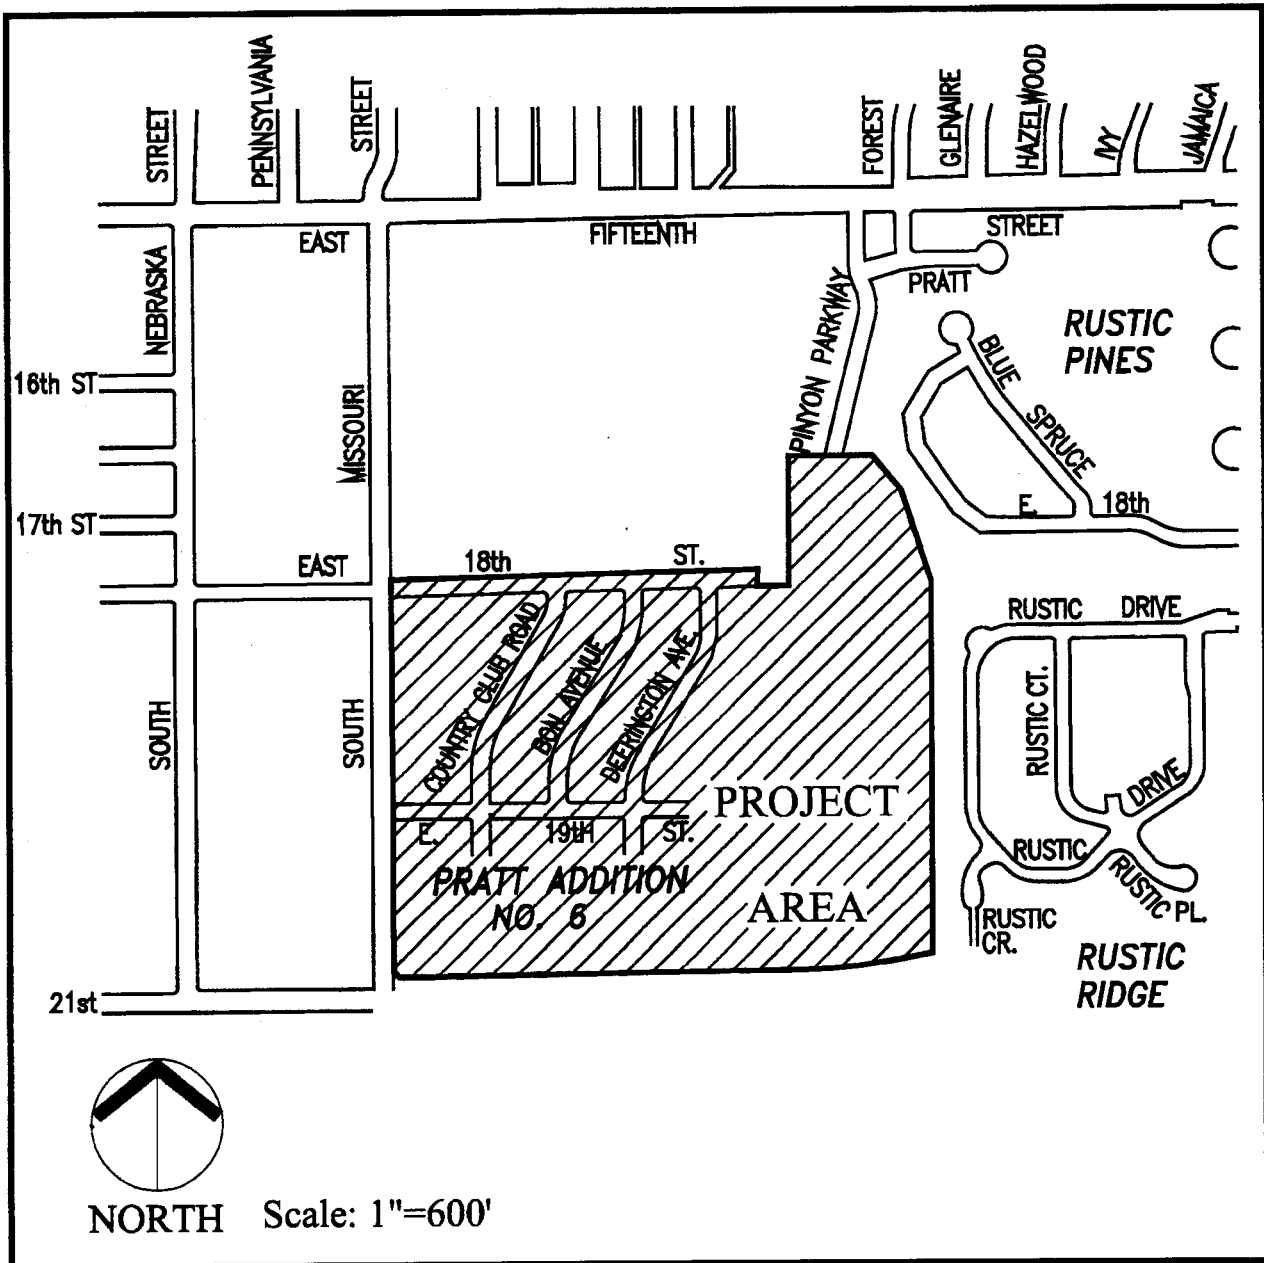 STREET
PENNSYLVANIA
STREET
FOREST
GLENAIRE
HAZELWOOD
IVY
JAMAICA
EAST
FIFTEENTH
STREET
NEBRASKA
PINYON PARKWAY
PRATT
RUSTIC
PINES
BLUE SPRUCE
16th ST
MISSOURI
17th ST
E. 18th
EAST
18th
ST.
COUNTRY CLUB ROAD
BON AVENUE
DEFRINGTON AVE.
RUSTIC DRIVE
RUSTIC CT.
SOUTH
SOUTH
DRIVE
PROJECT
AREA
E. 19TH ST.
RUSTIC
RUSTIC PL.
PRATT ADDITION
NO. 6
RUSTIC
CR.
RUSTIC
RIDGE
21st
NORTH
Scale: 1"=600'